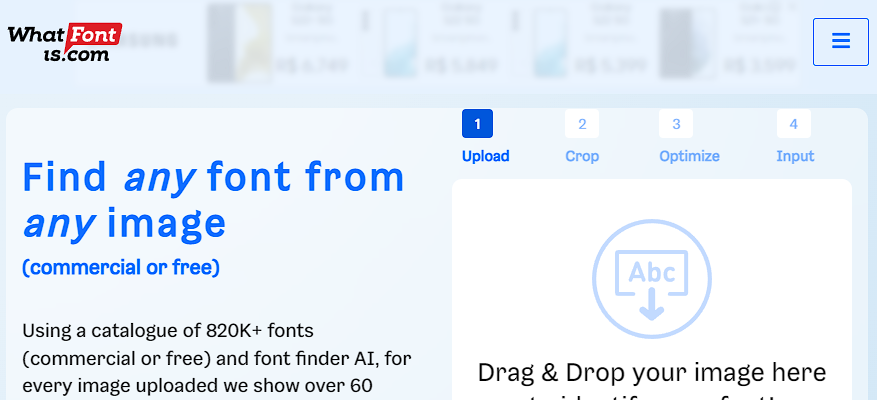 What Font
is.com
1
2
3
4
Upload
Crop
Optimize
Input
Find any font from
any image
(commercial or free)
Using a catalogue of 820K+ fonts
(commercial or free) and font finder AI, for
every image uploaded we show over 60
Abc
Drag & Drop your image here